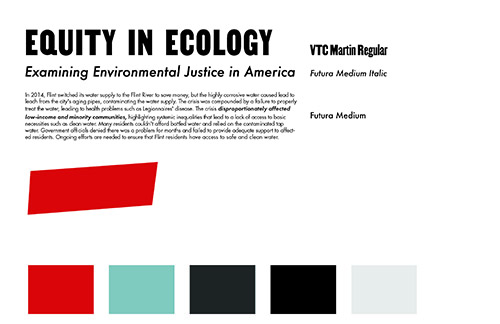 EQUITY IN ECOLOGY
VTC Martin Regular
Examining Environmental Justice in America
Futura Medium Italic
In 2014, Flint switched its water supply to the Flint River to save money, but the highly corrosive water caused lead to
leach from the city's aging pipes, contaminating the water supply. The crisis was compounded by a failure to properly
treat the water, leading to health problems such as Legionnaires' disease. The crisis disproportionately affected
low-income and minority communities, highlighting systemic inequalities that lead to a lack of access to basic
necessities such as clean water. Many residents couldn't afford bottled water and relied on the contaminated tap
water. Government officials denied there was a problem for months and failed to provide adequate support to affect-
ed residents. Ongoing efforts are needed to ensure that Flint residents have access to safe and clean water.
Futura Medium